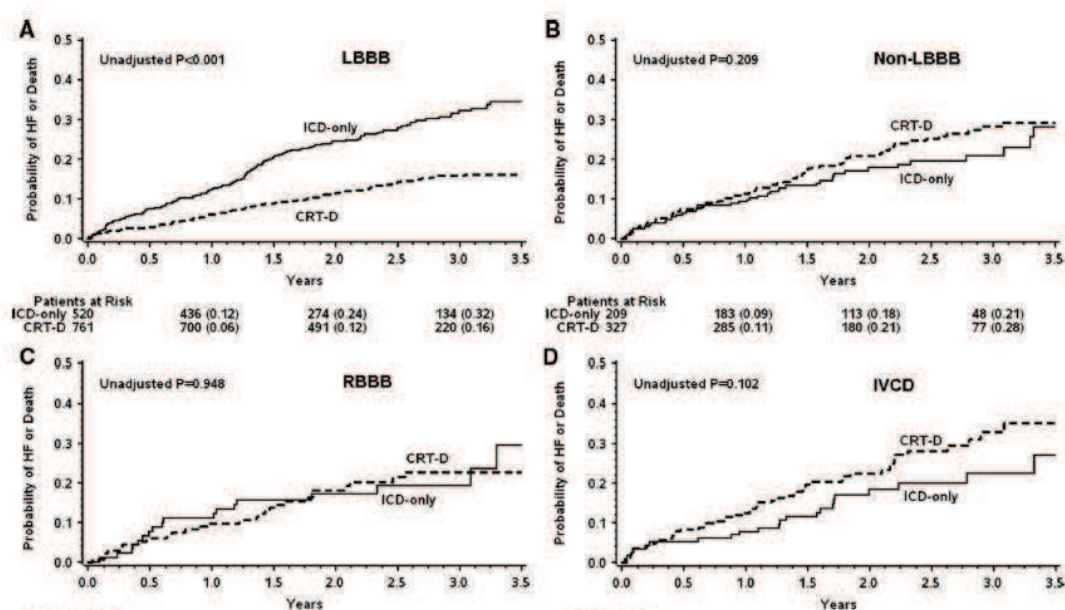 A
Unadjusted P<0.001
LBBB
Probability of HF or Death
0.5
0.4
0.3
0.2
0.1
0.0
ICD-only
CRT-D
0.0 0.5 1.0 1.5 2.0 2.5 3.0 3.5
Years
Patients at Risk
ICD-only 520 436 (0.12) 274 (0.24) 134 (0.32)
CRT-D 761 700 (0.06) 491 (0.12) 220 (0.16)
B
Unadjusted P=0.209
Non-LBBB
Probability of HF or Death
0.5
0.4
0.3
0.2
0.1
0.0
CRT-D
ICD-only
0.0 0.5 1.0 1.5 2.0 2.5 3.0 3.5
Years
Patients at Risk
ICD-only 209 183 (0.09) 113 (0.18) 48 (0.21)
CRT-D 327 285 (0.11) 180 (0.21) 77 (0.28)
C
Unadjusted P=0.948
RBBB
Probability of HF or Death
0.5
0.4
0.3
0.2
0.1
0.0
CRT-D
ICD-only
0.0 0.5 1.0 1.5 2.0 2.5 3.0 3.5
Years
D
Unadjusted P=0.102
IVCD
Probability of HF or Death
0.5
0.4
0.3
0.2
0.1
0.0
CRT-D
ICD-only
0.0 0.5 1.0 1.5 2.0 2.5 3.0 3.5
Years